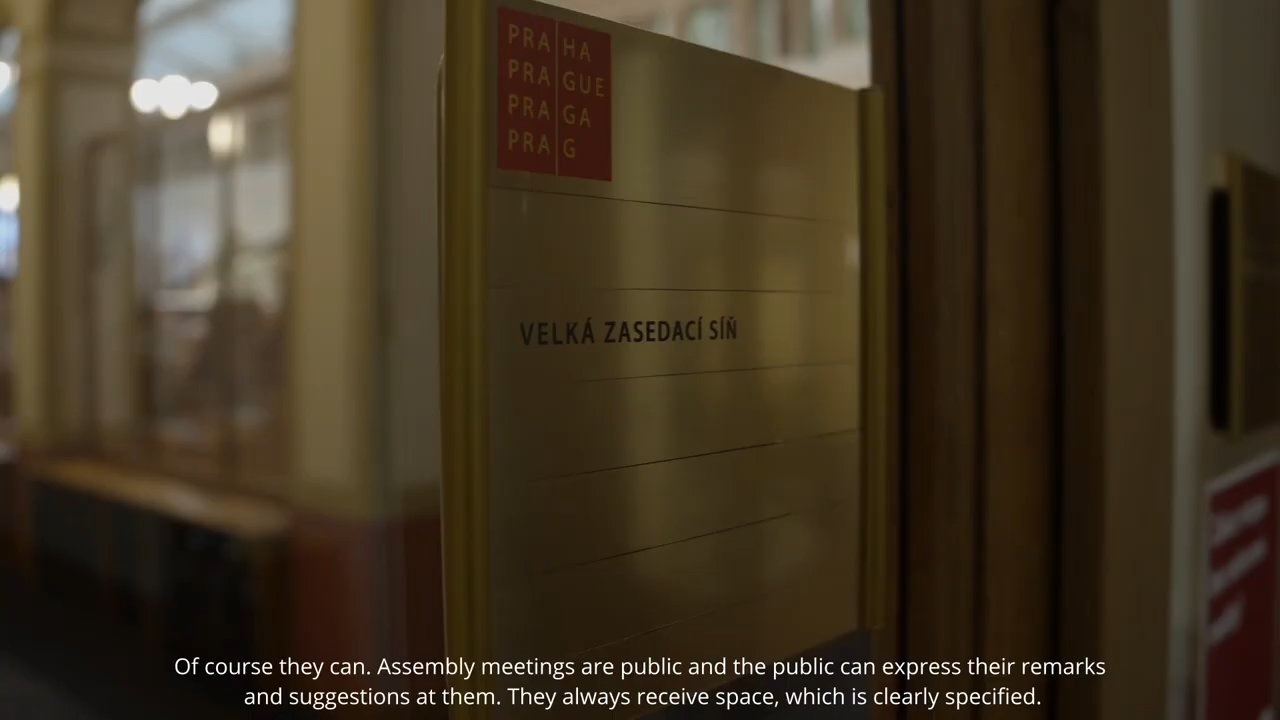 PRA HA
PRA GUE
PRA GA
PRA G
VELKÁ ZASEDACÍ SÍŇ
Of course they can. Assembly meetings are public and the public can express their remarks
and suggestions at them. They always receive space, which is clearly specified.